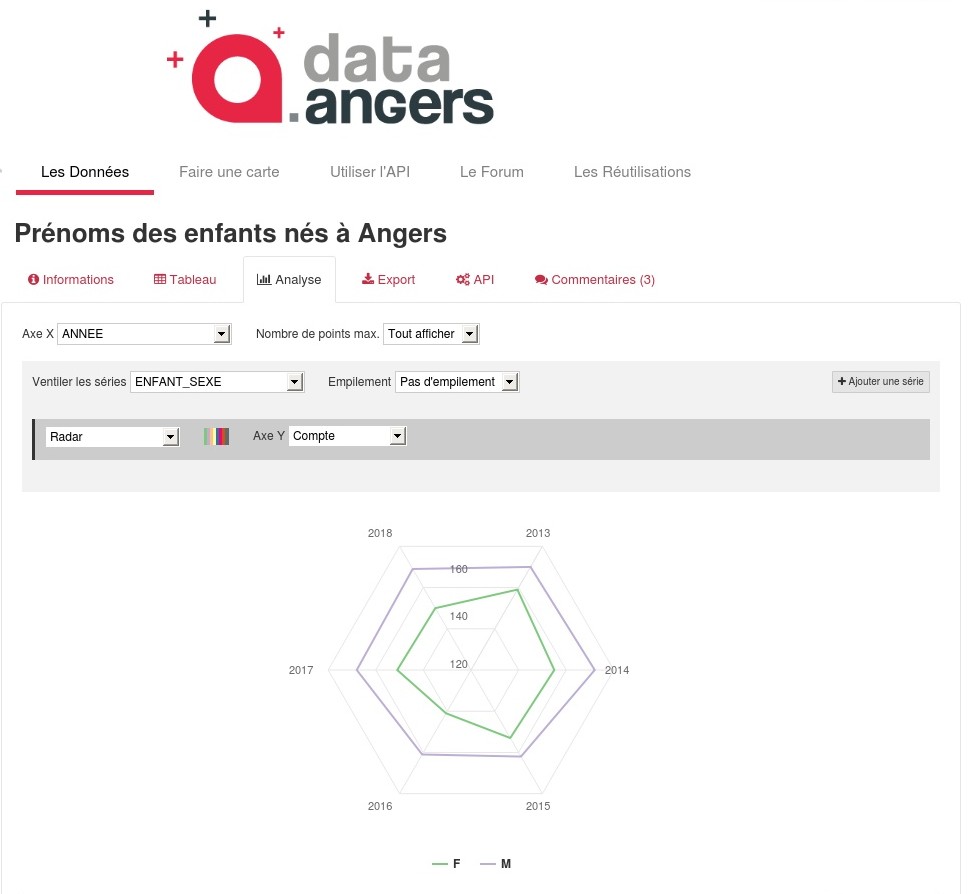 data
.angers
Les Données Faire une carte Utiliser l'API Le Forum Les Réutilisations
Prénoms des enfants nés à Angers
Informations Tableau Analyse Export API Commentaires (3)
Axe X ANNEE Nombre de points max. Tout afficher
Ventiler les séries ENFANT_SEXE Empilement Pas d'empilement + Ajouter une série
Radar Axe Y Compte
2018 2013
160
140
120
2017 2014
2016 2015
F M